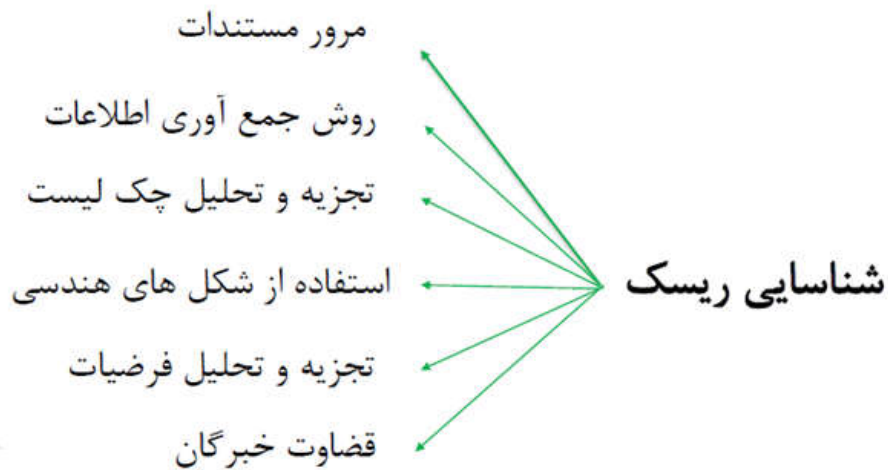 شناسایی ریسک
مرور مستندات
روش جمع آوری اطلاعات
تجزیه و تحلیل چک لیست
استفاده از شکل های هندسی
تجزیه و تحلیل فرضیات
قضاوت خبرگان